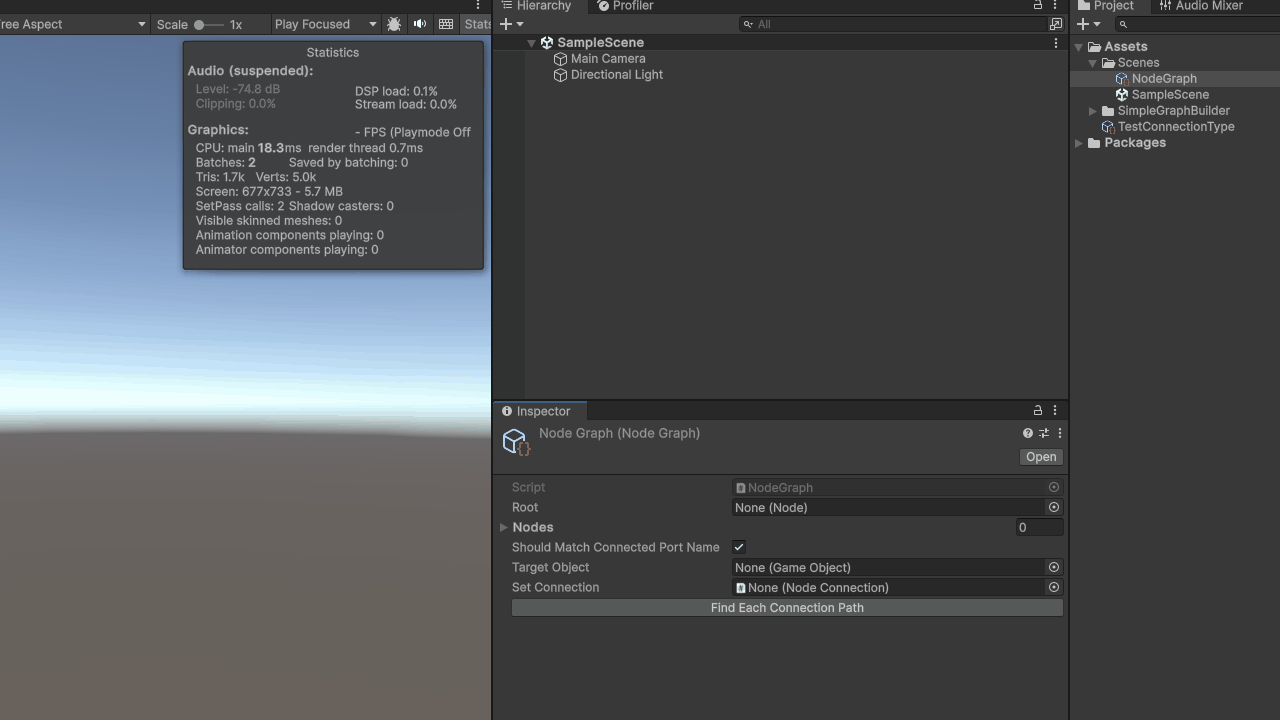 ree Aspect
Scale
1x
Play Focused
Stats
Statistics
Audio (suspended):
Level: -74.8 dB
DSP load: 0.1%
Clipping: 0.0%
Stream load: 0.0%
Graphics:
- FPS (Playmode Off
CPU: main 18.3ms render thread 0.7ms
Batches: 2 Saved by batching: 0
Tris: 1.7k Verts: 5.0k
Screen: 677x733 - 5.7 MB
SetPass calls: 2 Shadow casters: 0
Visible skinned meshes: 0
Animation components playing: 0
Animator components playing: 0
Hierarchy
Profiler
All
SampleScene
Main Camera
Directional Light
Inspector
Node Graph (Node Graph)
Open
Script
NodeGraph
Root
None (Node)
Nodes
0
Should Match Connected Port Name
Target Object
None (Game Object)
Set Connection
None (Node Connection)
Find Each Connection Path
Project
Audio Mixer
Assets
Scenes
NodeGraph
SampleScene
SimpleGraphBuilder
TestConnectionType
Packages